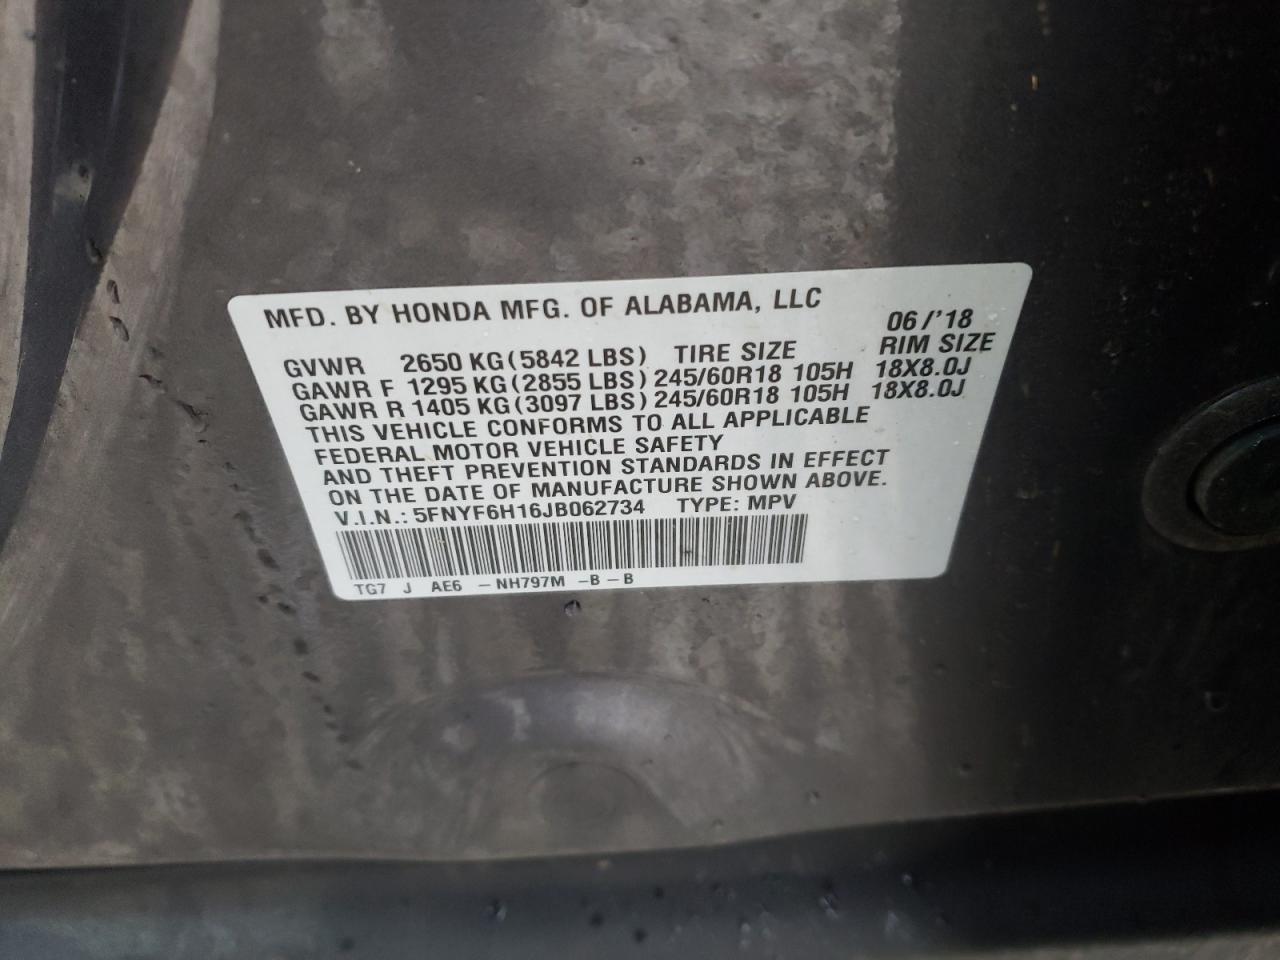 MFD. BY HONDA MFG. OF ALABAMA, LLC 06/'18
GVWR 2650 KG(5842 LBS) TIRE SIZE RIM SIZE
GAWR F 1295 KG(2855 LBS) 245/60R18 105H 18X8.0J
GAWR R 1405 KG(3097 LBS) 245/60R18 105H 18X8.0J
THIS VEHICLE CONFORMS TO ALL APPLICABLE
FEDERAL MOTOR VEHICLE SAFETY
AND THEFT PREVENTION STANDARDS IN EFFECT
ON THE DATE OF MANUFACTURE SHOWN ABOVE.
V.I.N.: 5FNYF6H16JB062734 TYPE: MPV
TG7 J AE6 -NH797M -B-B